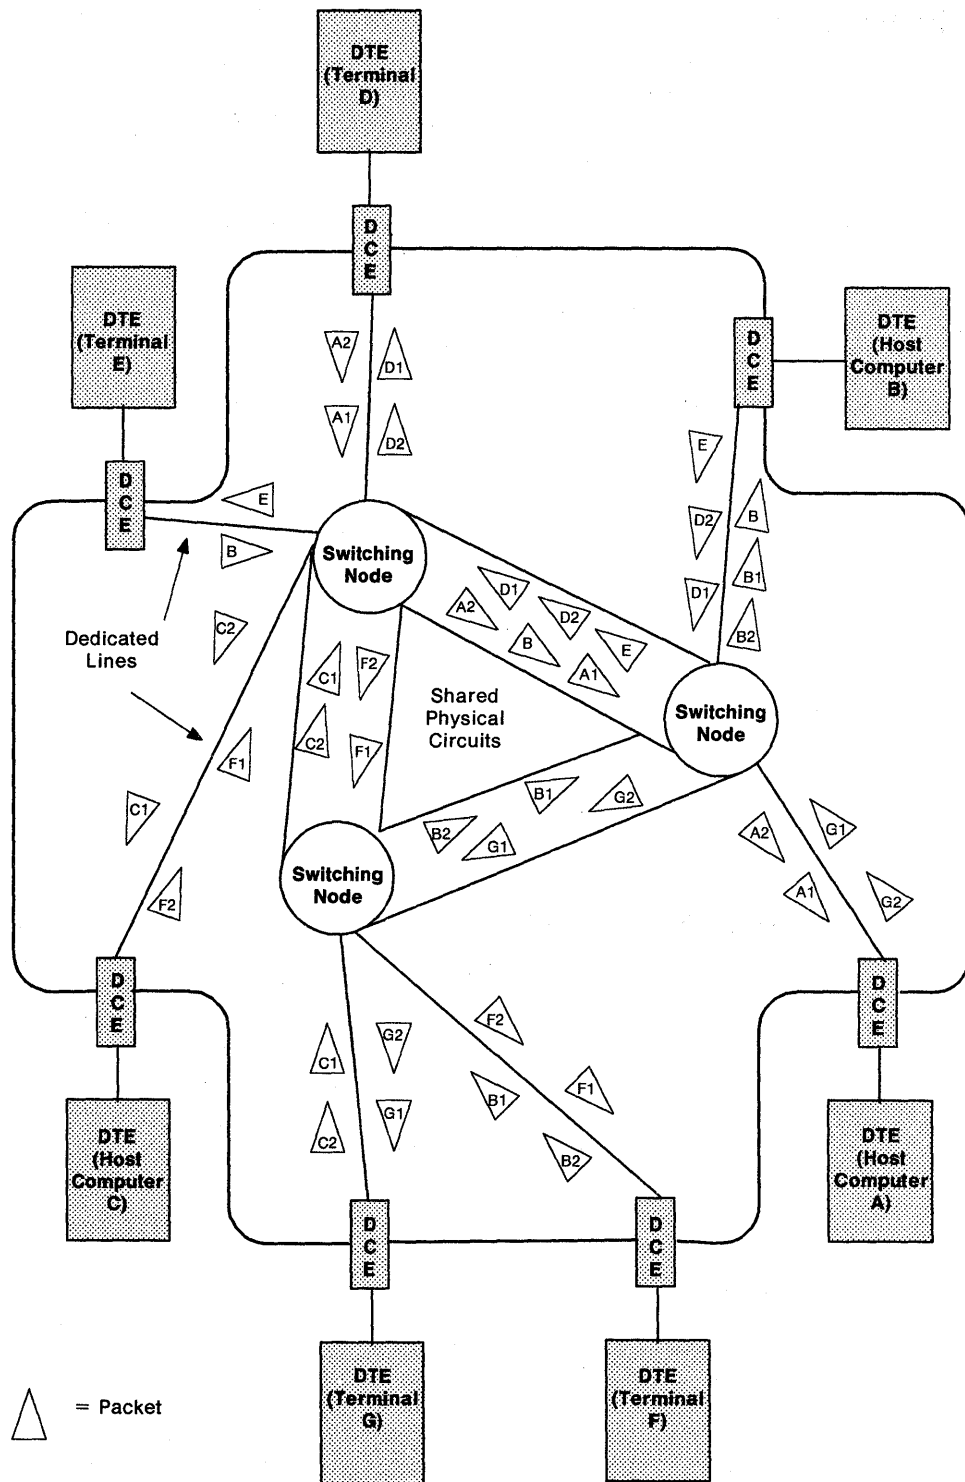 DTE
(Terminal
D)
D
C
E
DTE
(Terminal
E)
D
C
E
DTE
(Host
Computer
B)
D
C
E
A2
D1
A1
D2
E
B
E
D2
B
D1
B1
B2
Switching
Node
Dedicated
Lines
C2
F1
C1
F2
D1
A2
D2
B
E
A1
Switching
Node
C1
F2
C2
F1
Shared
Physical
Circuits
B1
G2
B2
G1
Switching
Node
A2
G1
A1
G2
D
C
E
DTE
(Host
Computer
C)
D
C
E
DTE
(Host
Computer
A)
C1
G2
C2
G1
F2
B1
F1
B2
D
C
E
DTE
(Terminal
G)
D
C
E
DTE
(Terminal
F)
= Packet